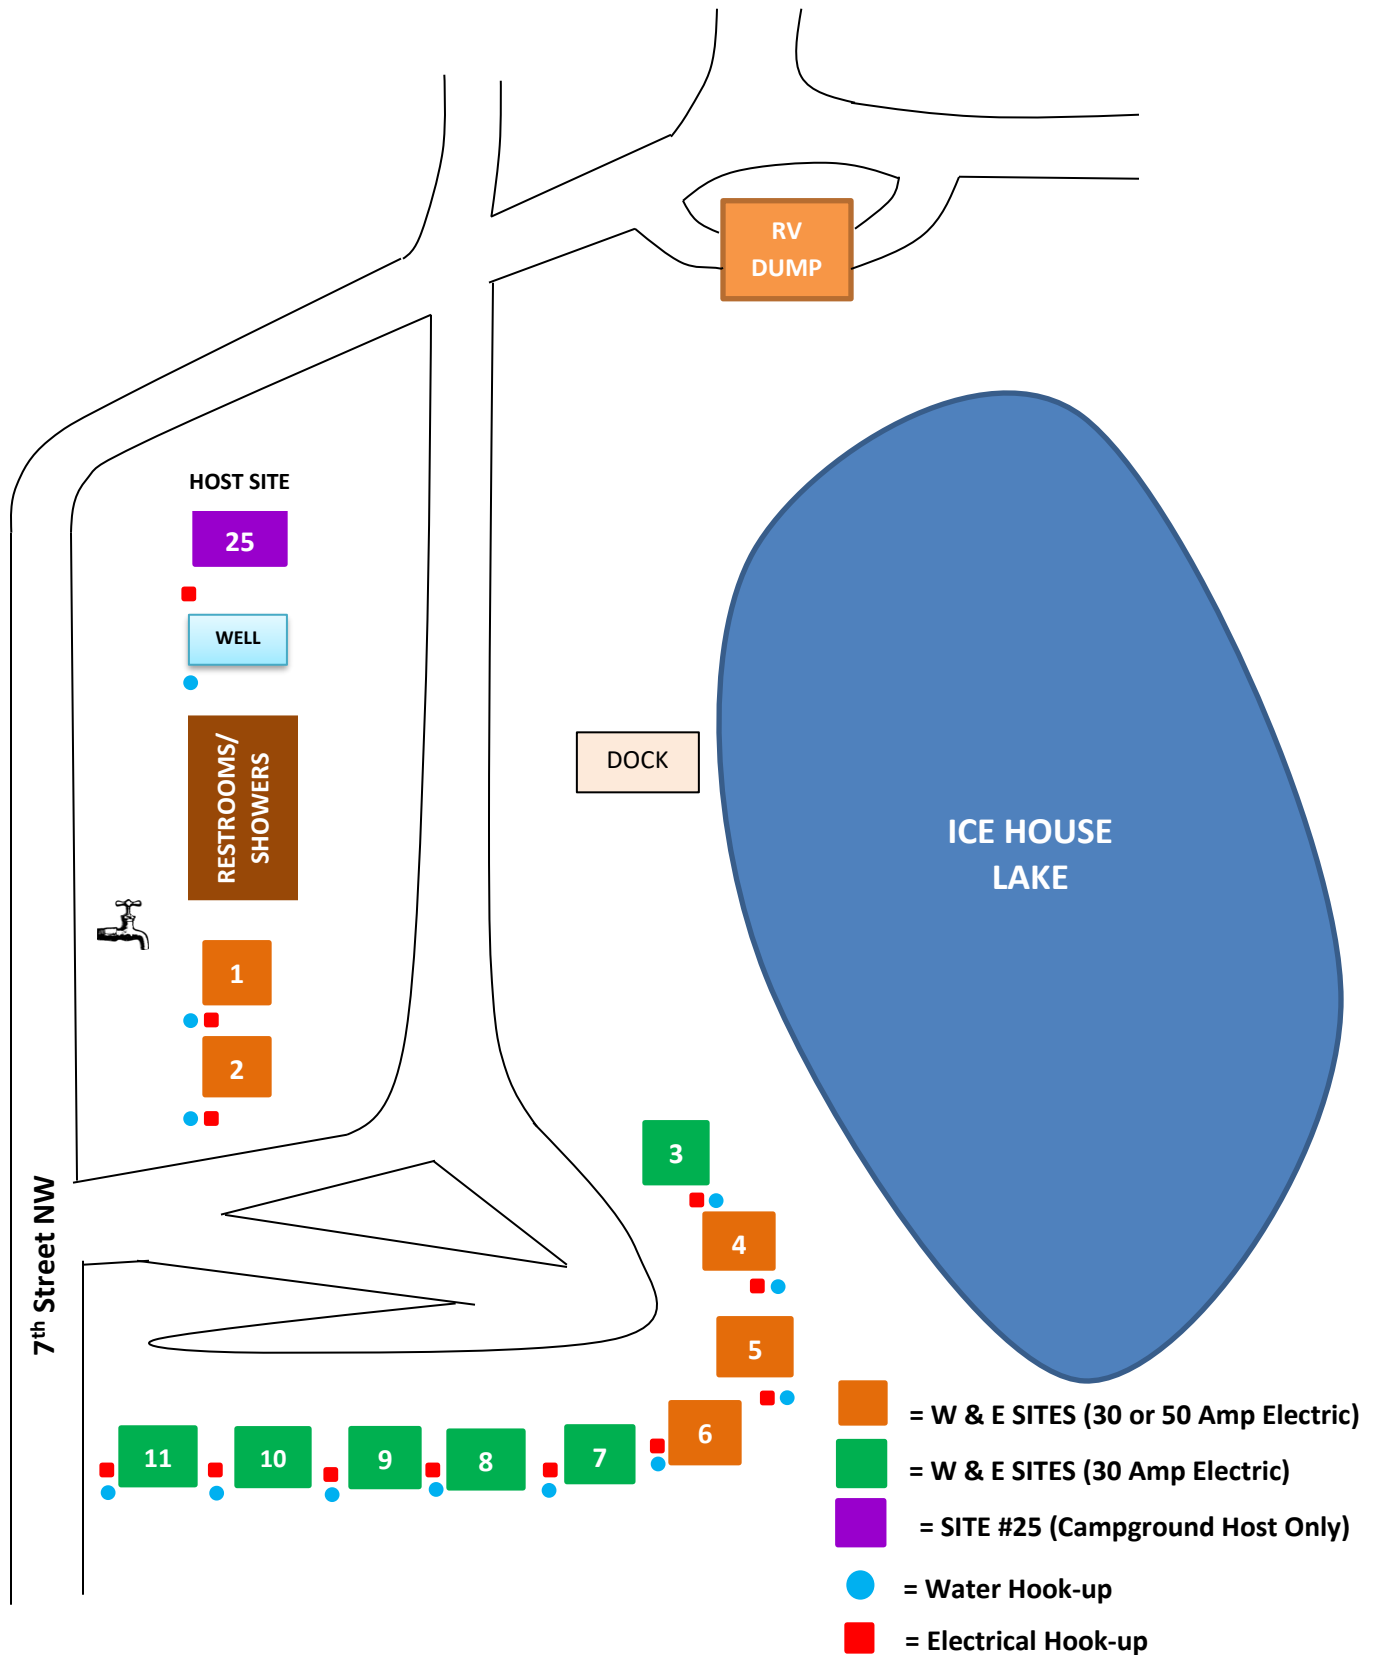 RV
DUMP
HOST SITE
25
WELL
RESTROOMS/
SHOWERS
DOCK
ICE HOUSE
LAKE
1
2
3
4
5
6
7
8
9
10
11
7th Street NW
= W & E SITES (30 or 50 Amp Electric)
= W & E SITES (30 Amp Electric)
= SITE #25 (Campground Host Only)
= Water Hook-up
= Electrical Hook-up